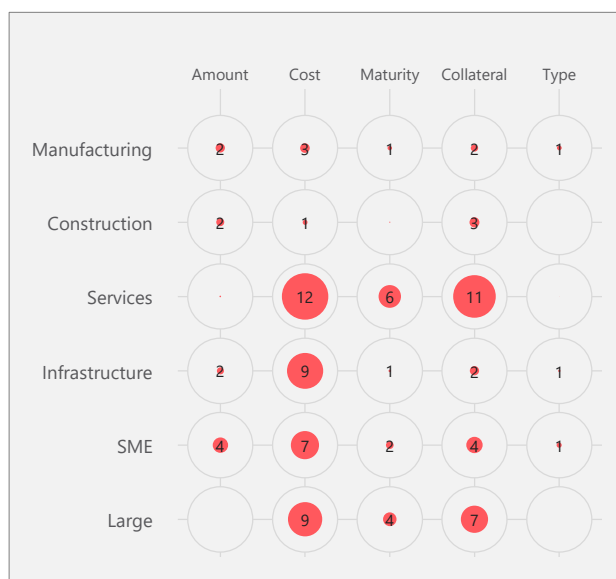 Amount Cost Maturity Collateral Type
Manufacturing 2 3 1 2 1
Construction 2 1 3
Services 12 6 11
Infrastructure 2 9 1 2 1
SME 4 7 2 4 1
Large 9 4 7